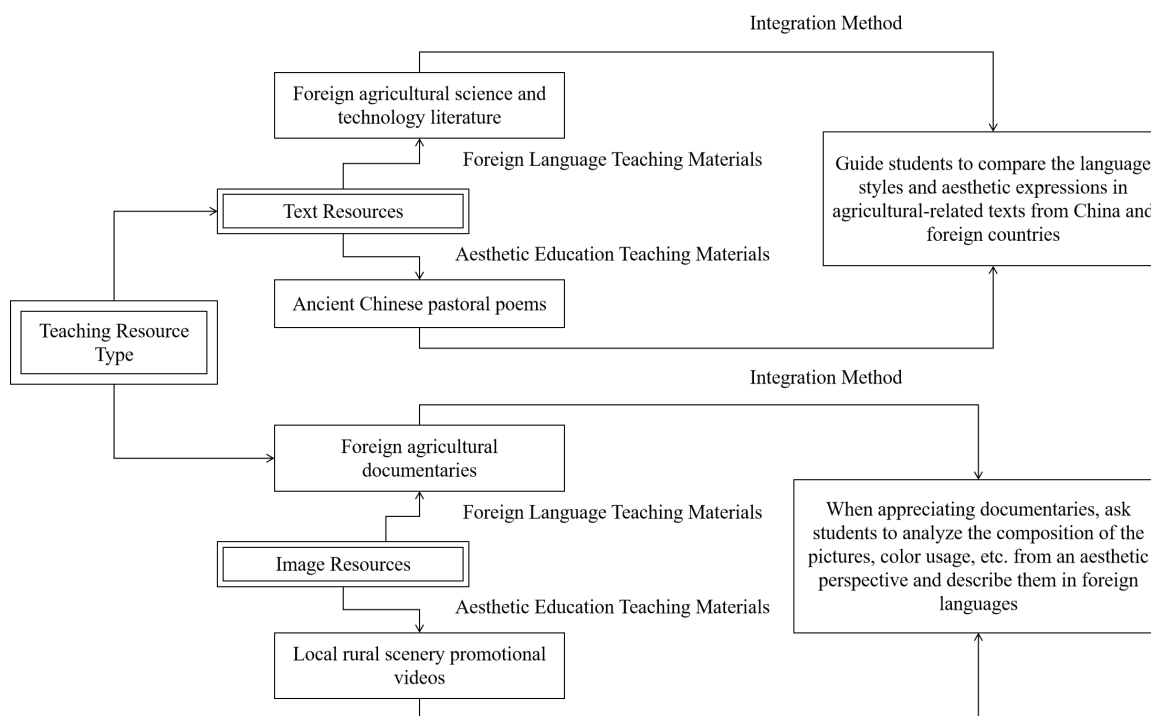 Integration Method
Foreign agricultural science and
technology literature
Foreign Language Teaching Materials
Guide students to compare the language
styles and aesthetic expressions in
agricultural-related texts from China and
foreign countries
Text Resources
Aesthetic Education Teaching Materials
Ancient Chinese pastoral poems
Teaching Resource
Type
Integration Method
Foreign agricultural
documentaries
Foreign Language Teaching Materials
When appreciating documentaries, ask
students to analyze the composition of the
pictures, color usage, etc. from an aesthetic
perspective and describe them in foreign
languages
Image Resources
Aesthetic Education Teaching Materials
Local rural scenery promotional
videos